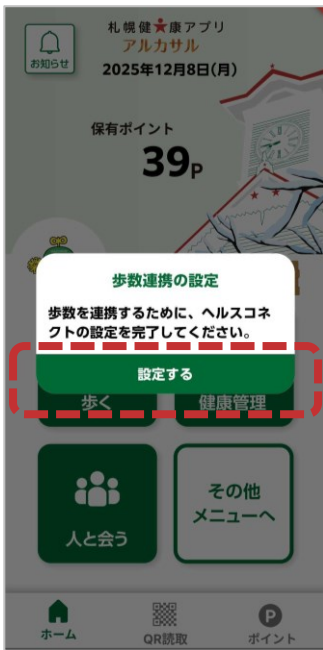 札幌健★康アプリ
アルカサル
お知らせ
2025年12月8日(月)
保有ポイント
39P
歩数連携の設定
歩数を連携するために、ヘルスコネ
クトの設定を完了してください。
設定する
歩く
健康管理
人と会う
その他
メニューへ
P
ホーム
QR読取
ポイント